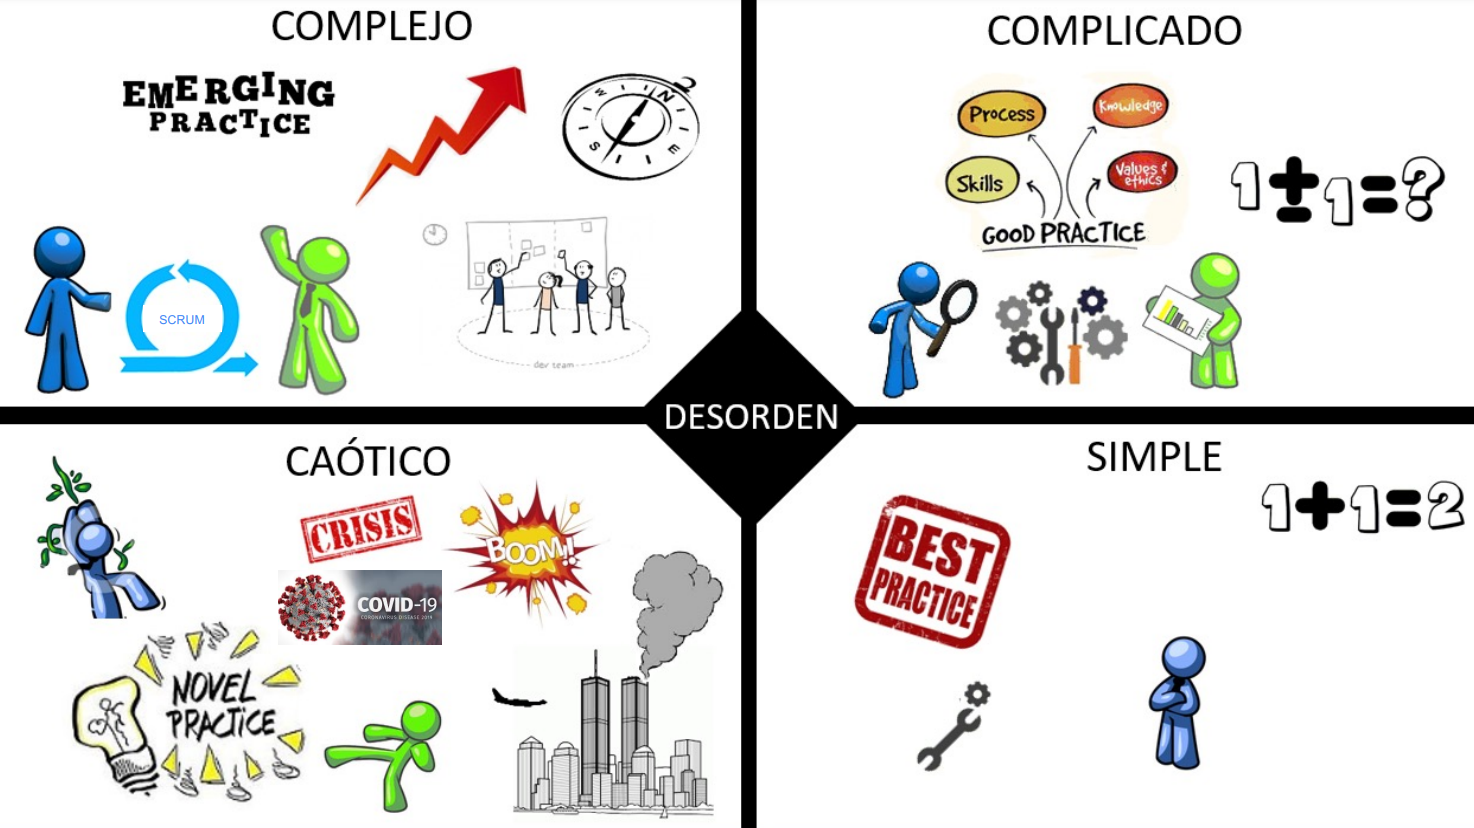 COMPLEJO
EMERGING
PRACTICE
N
W
E
S
SCRUM
dev team
COMPLICADO
Process
Knowledge
Skills
Values &
ethics
GOOD PRACTICE
1±1=?
DESORDEN
CAÓTICO
CRISIS
BOOM!!
COVID-19
CORONAVIRUS DISEASE 2019
NOVEL
PRACTICE
SIMPLE
1+1=2
BEST
PRACTICE